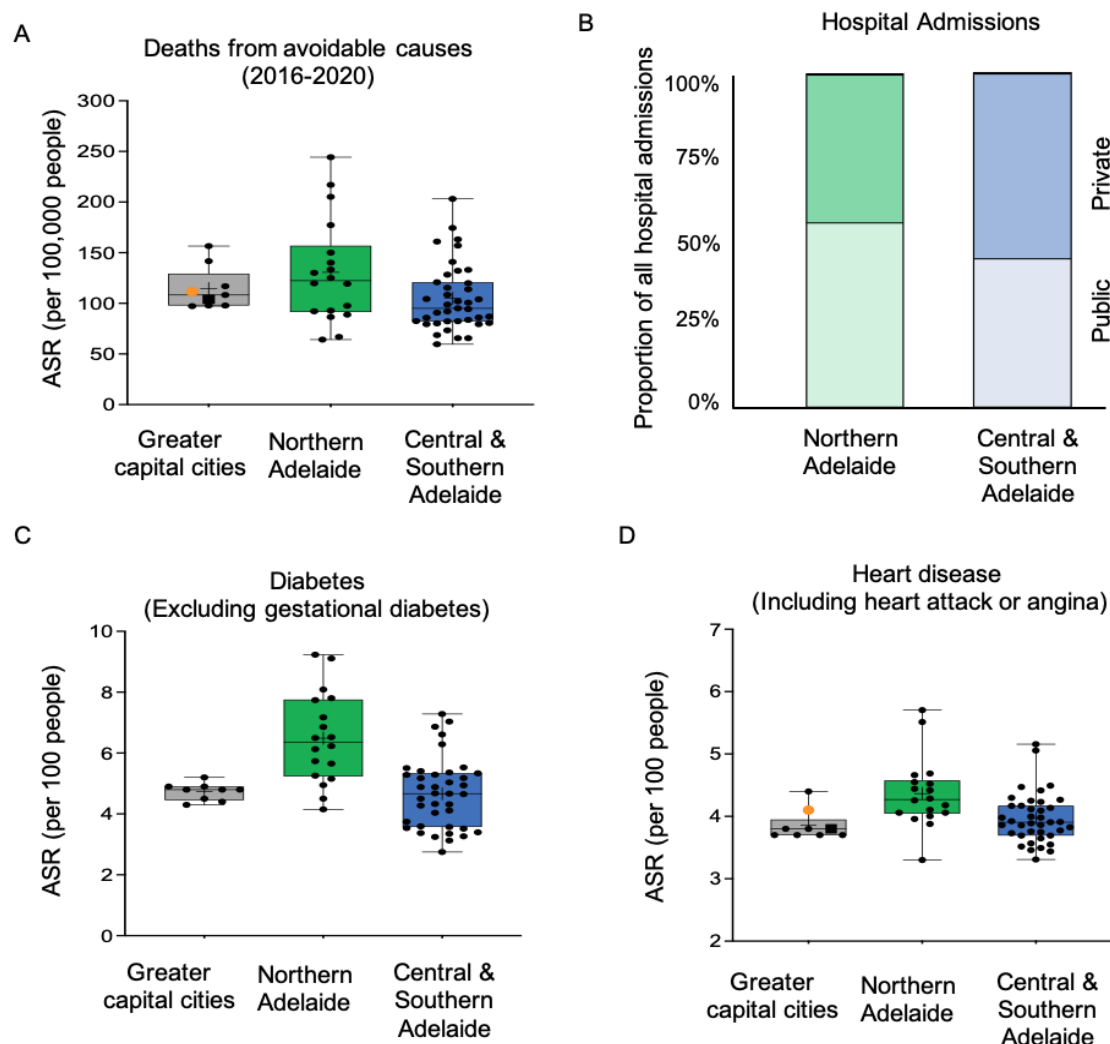 A
Deaths from avoidable causes
(2016-2020)
ASR (per 100,000 people)
300
250
200
150
100
50
0
Greater
capital cities
Northern
Adelaide
Central &
Southern
Adelaide
B
Hospital Admissions
Proportion of all hospital admissions
100%
75%
50%
25%
0%
Private
Public
Northern
Adelaide
Central &
Southern
Adelaide
C
Diabetes
(Excluding gestational diabetes)
ASR (per 100 people)
10
8
6
4
2
0
Greater
capital cities
Northern
Adelaide
Central &
Southern
Adelaide
D
Heart disease
(Including heart attack or angina)
ASR (per 100 people)
7
6
5
4
3
2
Greater
capital cities
Northern
Adelaide
Central &
Southern
Adelaide